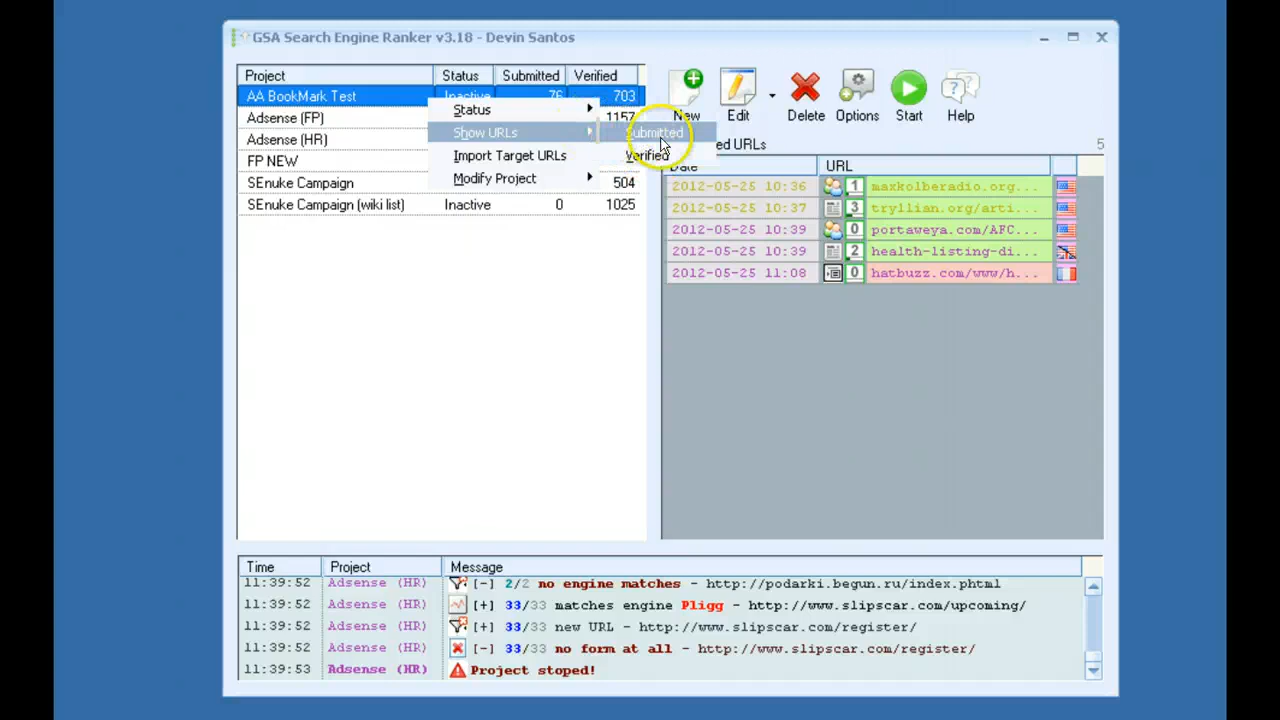 GSA Search Engine Ranker v3.18 - Devin Santos
Project Status Submitted Verified
AA BookMark Test Inactive 76 703
Adsense (FP) 1157
Adsense (HR)
FP NEW
SEnuke Campaign 504
SEnuke Campaign (wiki list) Inactive 0 1025
Status
Show URLs
Import Target URLs
Modify Project
Submitted
Verified
New Edit Delete Options Start Help
ed URLs 5
Date URL
2012-05-25 10:36 1 maxkolberadio.org...
2012-05-25 10:37 3 tryllian.org/arti...
2012-05-25 10:39 0 portaweya.com/AFC...
2012-05-25 10:39 2 health-listing-di...
2012-05-25 11:08 0 hatbuzz.com/www/h...
Time Project Message
11:39:52 Adsense (HR) [-] 2/2 no engine matches - http://podarki.begun.ru/index.phtml
11:39:52 Adsense (HR) [+] 33/33 matches engine Pligg - http://www.slipscar.com/upcoming/
11:39:52 Adsense (HR) [+] 33/33 new URL - http://www.slipscar.com/register/
11:39:52 Adsense (HR) [-] 33/33 no form at all - http://www.slipscar.com/register/
11:39:53 Adsense (HR) Project stoped!